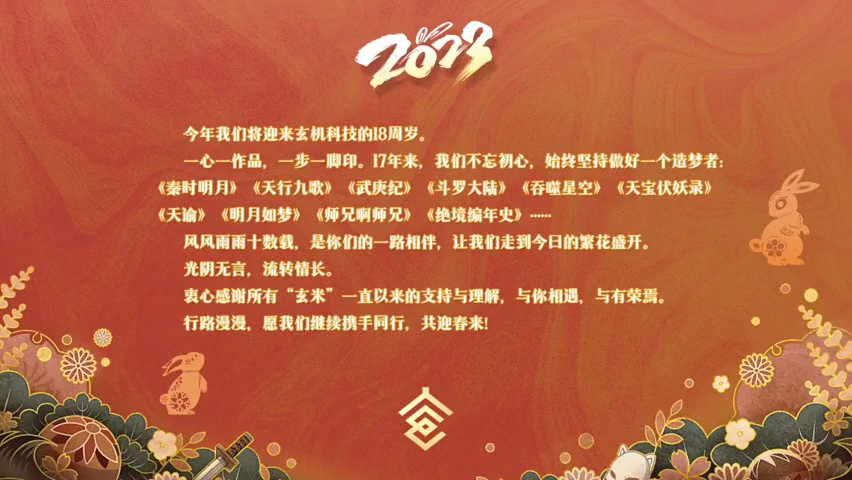 2023
今年我们将迎来玄机科技的18周岁。
一心一作品，一步一脚印。17年来，我们不忘初心，始终坚持做好一个造梦者：
《秦时明月》《天行九歌》《武庚纪》《斗罗大陆》《吞噬星空》《天宝伏妖录》
《天谕》《明月如梦》《师兄啊师兄》《绝境编年史》……
风风雨雨十数载，是你们的一路相伴，让我们走到今日的繁花盛开。
光阴无言，流转情长。
衷心感谢所有“玄米”一直以来的支持与理解，与你相遇，与有荣焉。
行路漫漫，愿我们继续携手同行，共迎春来!